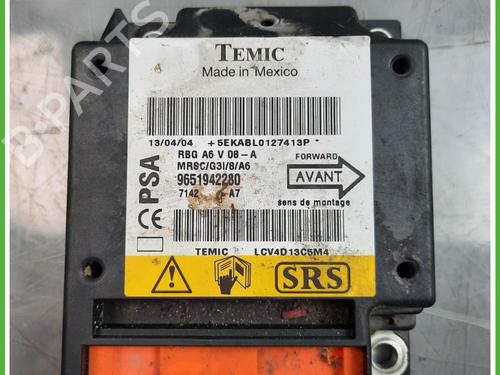 TEMIC
Made in Mexico
13/04/04 +5EKABL0127413P*
RBG A6 V 08-A
MRSC/G3I/8/A6
9651942280
7142 A7
PSA
CE
FORWARD
AVANT
sens de montage
TEMIC LCV4D13C5M4
SRS
B-PARTS